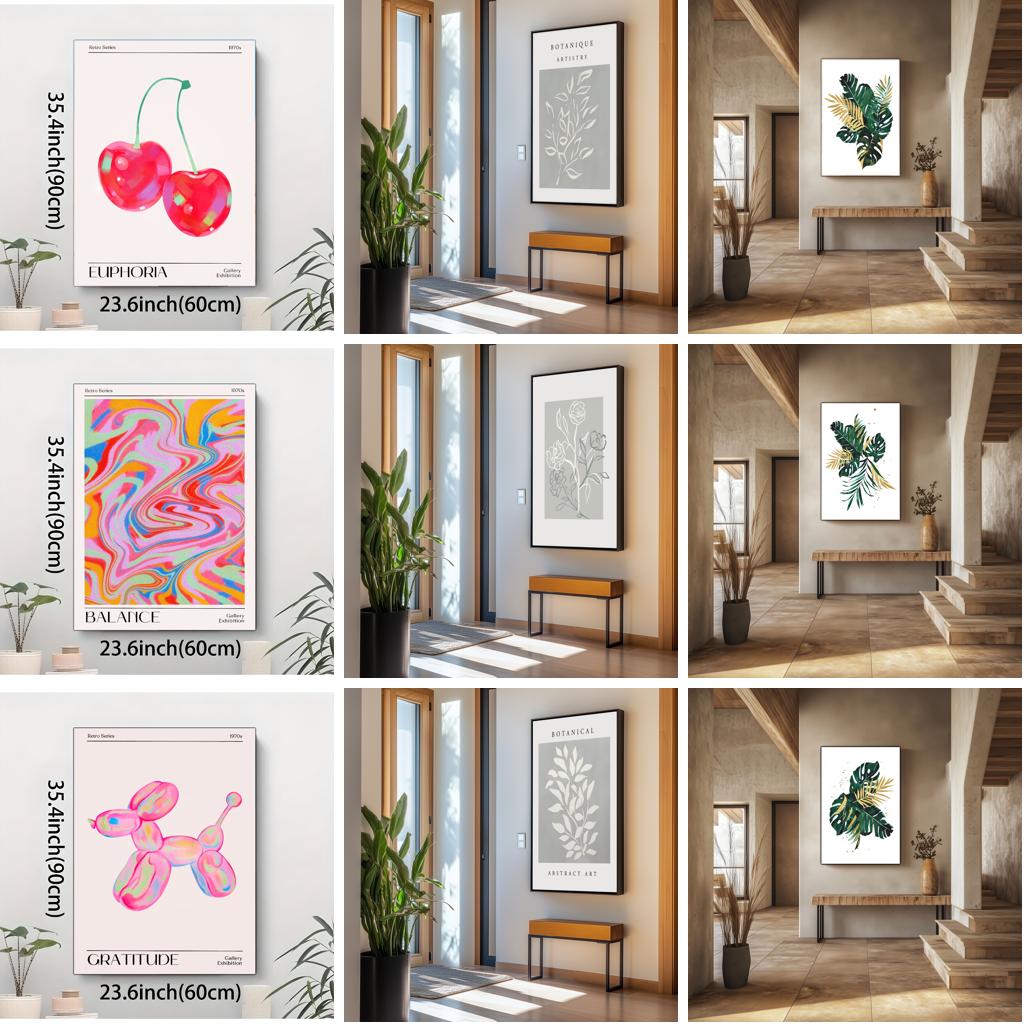 Retro Series 1970s
35.4inch(90cm)
EUPHORIA
Gallery
Exhibition
23.6inch(60cm)
BOTANIQUE
ARTISTRY
Retro Series 1970s
35.4inch(90cm)
BALANCE
Gallery
Exhibition
23.6inch(60cm)
Retro Series 1970s
35.4inch(90cm)
GRATITUDE
Gallery
Exhibition
23.6inch(60cm)
BOTANICAL
ABSTRACT ART